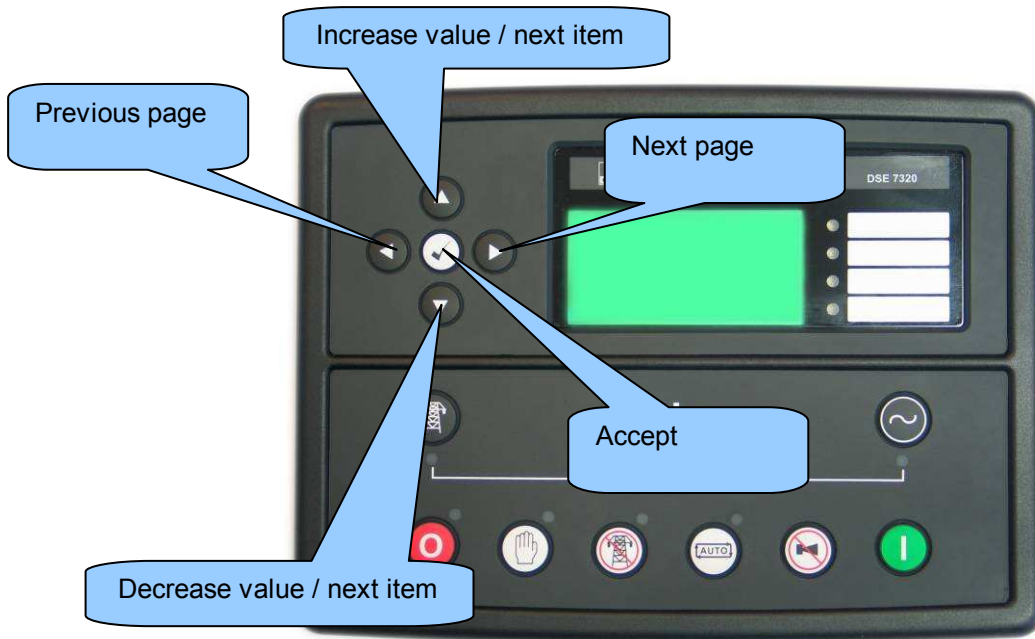 Increase value / next item
Previous page
Next page
DSE 7320
Accept
O
AUTO
I
Decrease value / next item